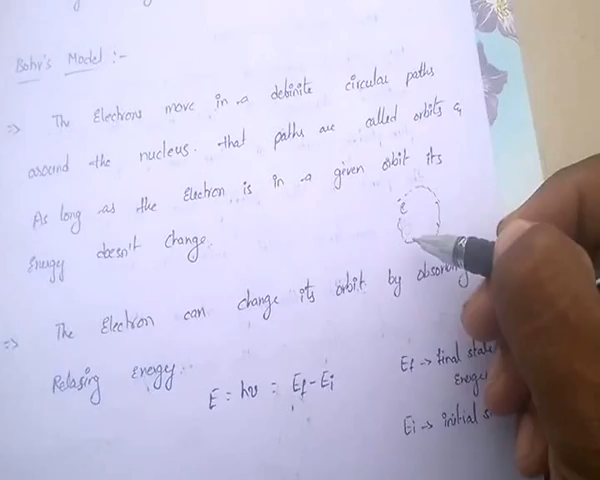 Bohr's Model :-
=> The Electrons move in a definite circular paths
around the nucleus. that paths are called orbits &
As long as the Electron is in a given orbit its
Energy doesn't change.
e
=> The Electron can change its orbit by absorbing
Relasing energy.
E = hν = Ef - Ei
Ef -> final state
Energy
Ei -> initial s